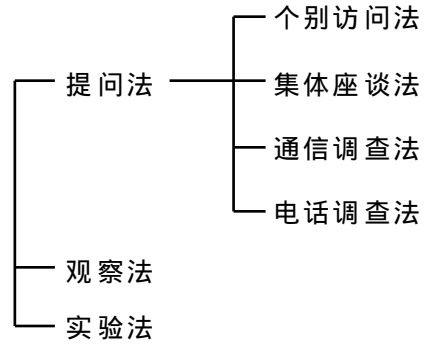 个别访问法
提问法
集体座谈法
通信调查法
电话调查法
观察法
实验法